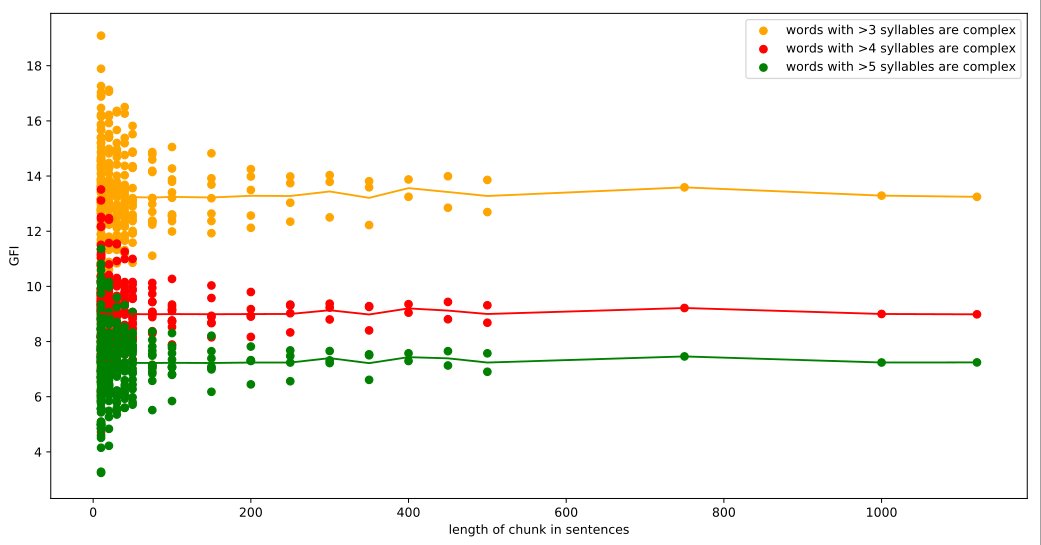 words with >3 syllables are complex
words with >4 syllables are complex
words with >5 syllables are complex
GFI
18
16
14
12
10
8
6
4
0 200 400 600 800 1000
length of chunk in sentences